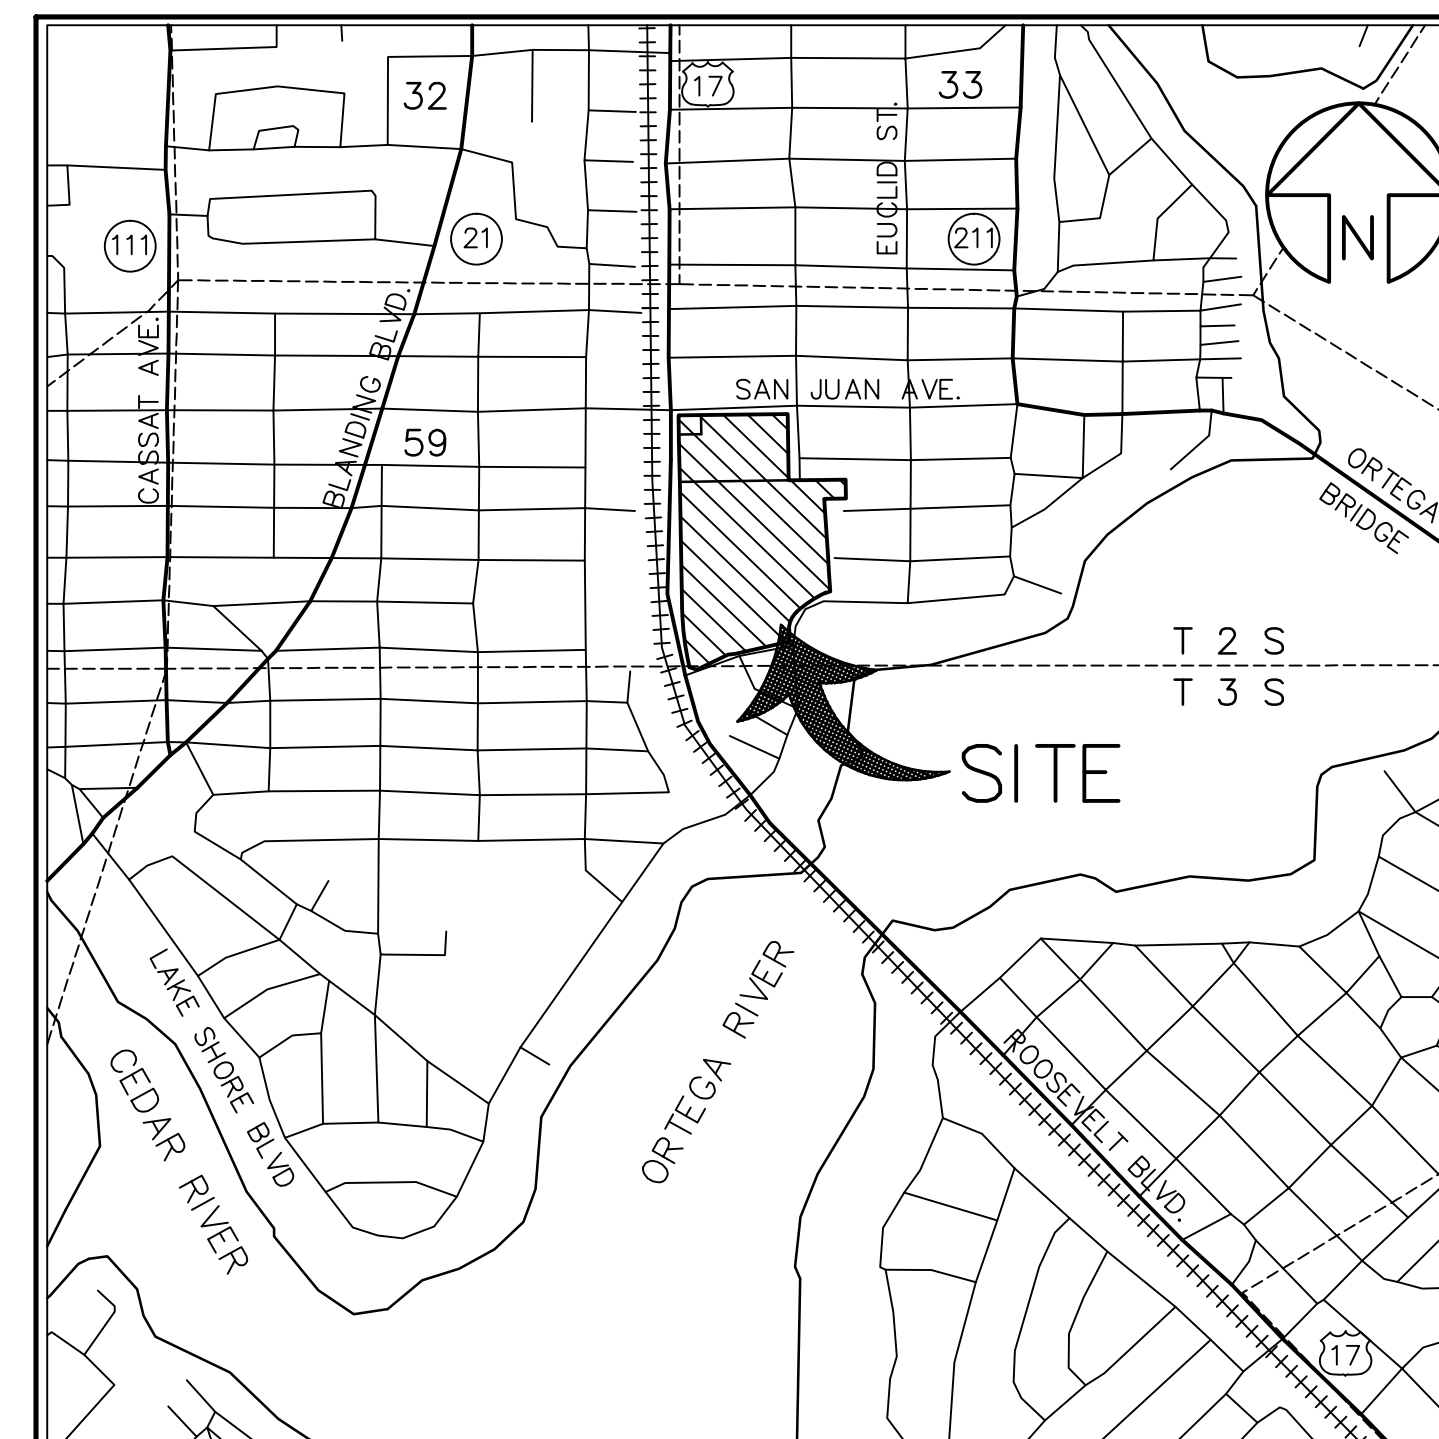 32
17
33
EUCLID ST.
111
21
211
N
CASSAT AVE.
BLANDING BLVD.
SAN JUAN AVE.
59
ORTEGA
BRIDGE
T 2 S
T 3 S
SITE
LAKE SHORE BLVD
CEDAR RIVER
ORTEGA RIVER
ROOSEVELT BLVD.
17